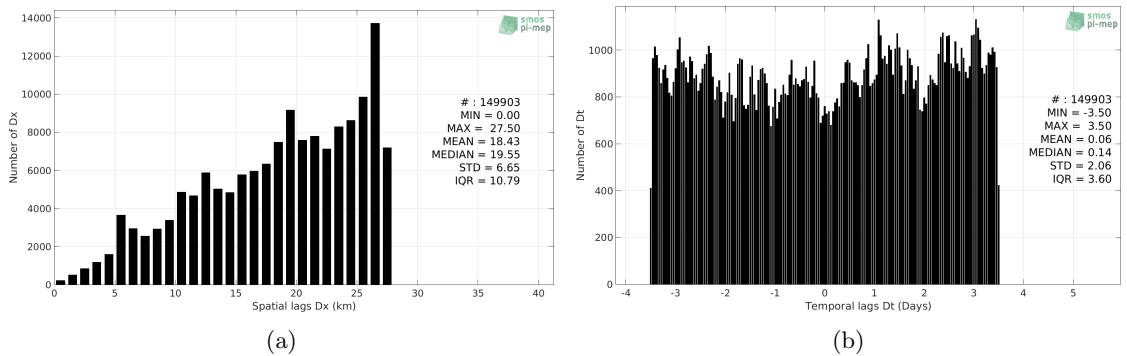 14000
12000
10000
8000
6000
4000
2000
0
Number of Dx
0 5 10 15 20 25 30 35 40
Spatial lags Dx (km)
smos
pi-mep
# : 149903
MIN = 0.00
MAX = 27.50
MEAN = 18.43
MEDIAN = 19.55
STD = 6.65
IQR = 10.79
(a)
1000
800
600
400
200
0
Number of Dt
-4 -3 -2 -1 0 1 2 3 4 5
Temporal lags Dt (Days)
smos
pi-mep
# : 149903
MIN = -3.50
MAX = 3.50
MEAN = 0.06
MEDIAN = 0.14
STD = 2.06
IQR = 3.60
(b)